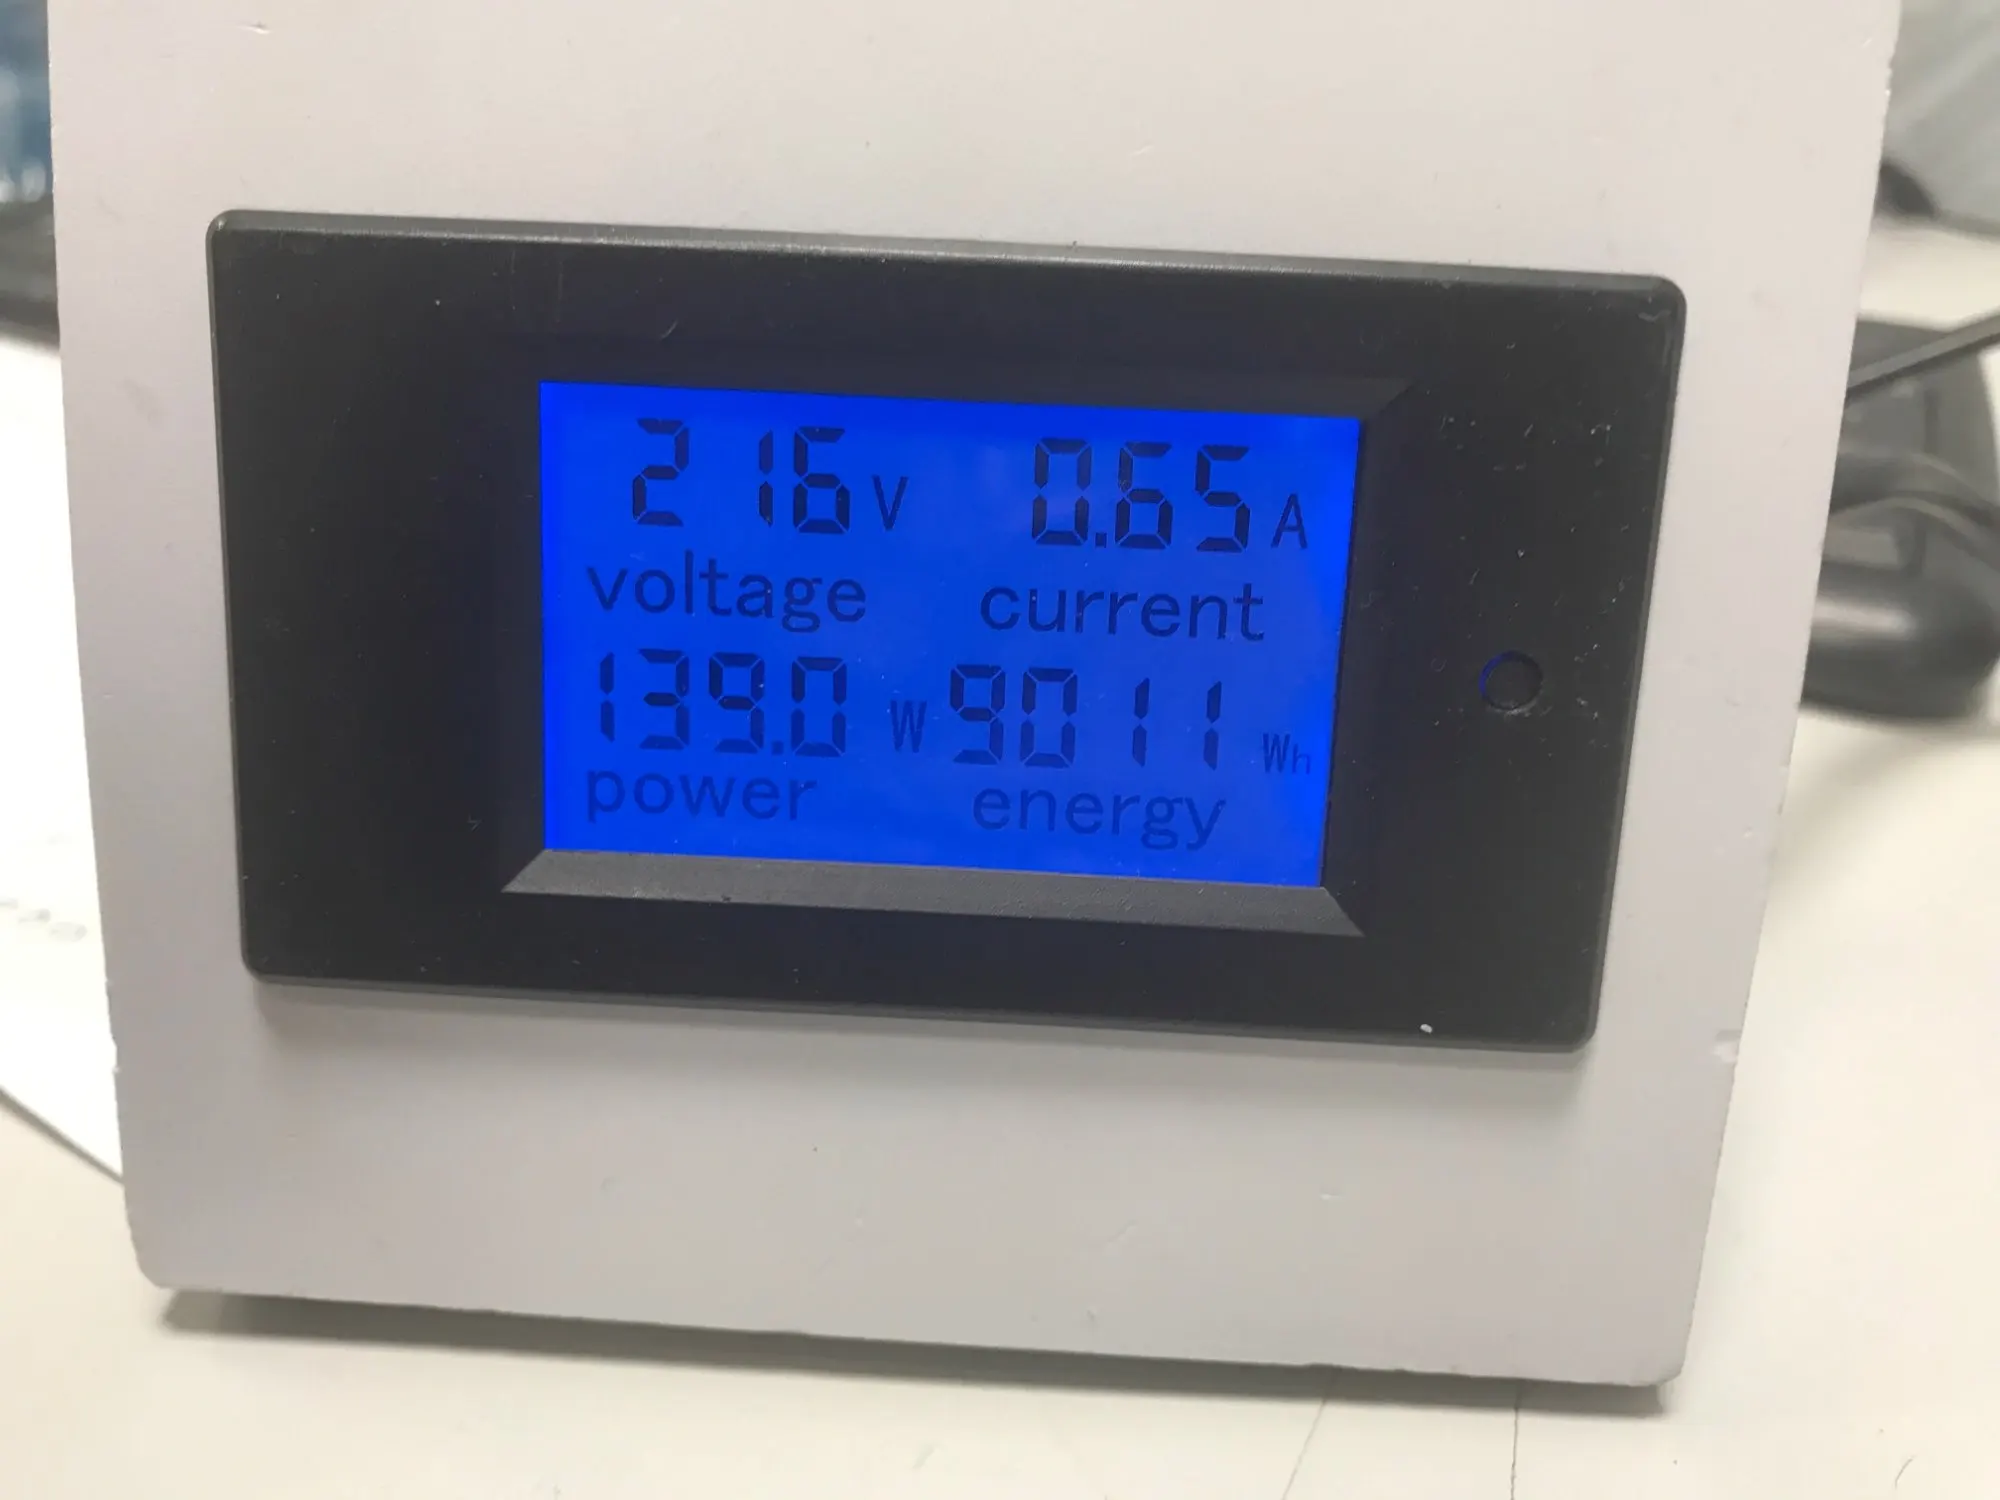 216V 0.65A
voltage current
139.0W 9011Wh
power energy